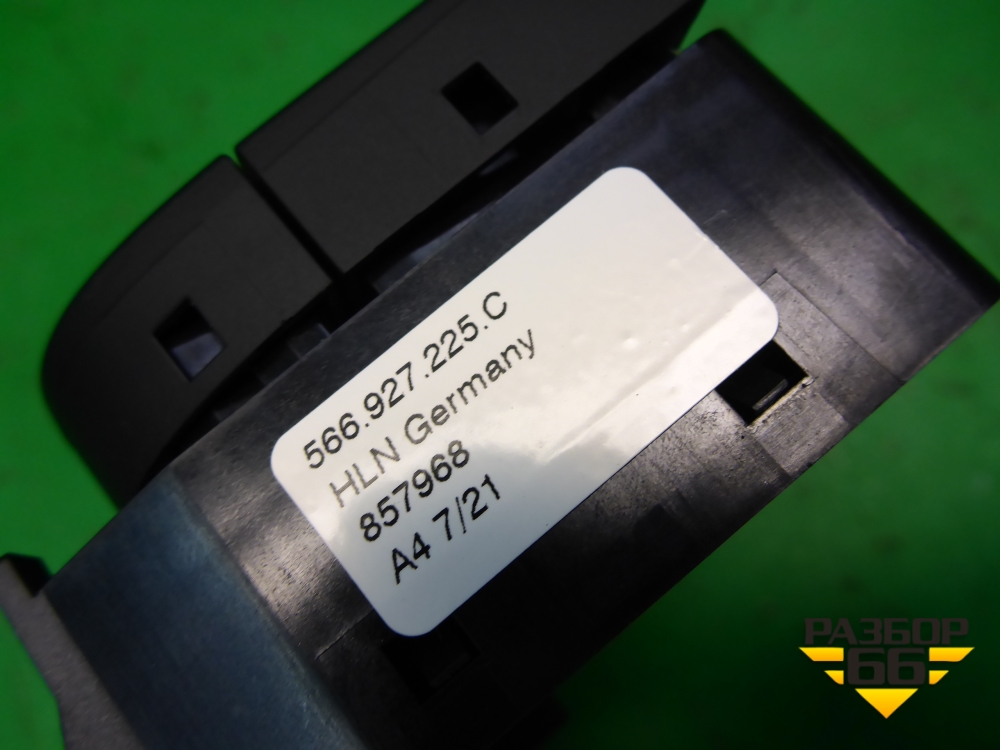 566.927.225.C
HLN Germany
857968
A4 7/21
РАЗБОР
66